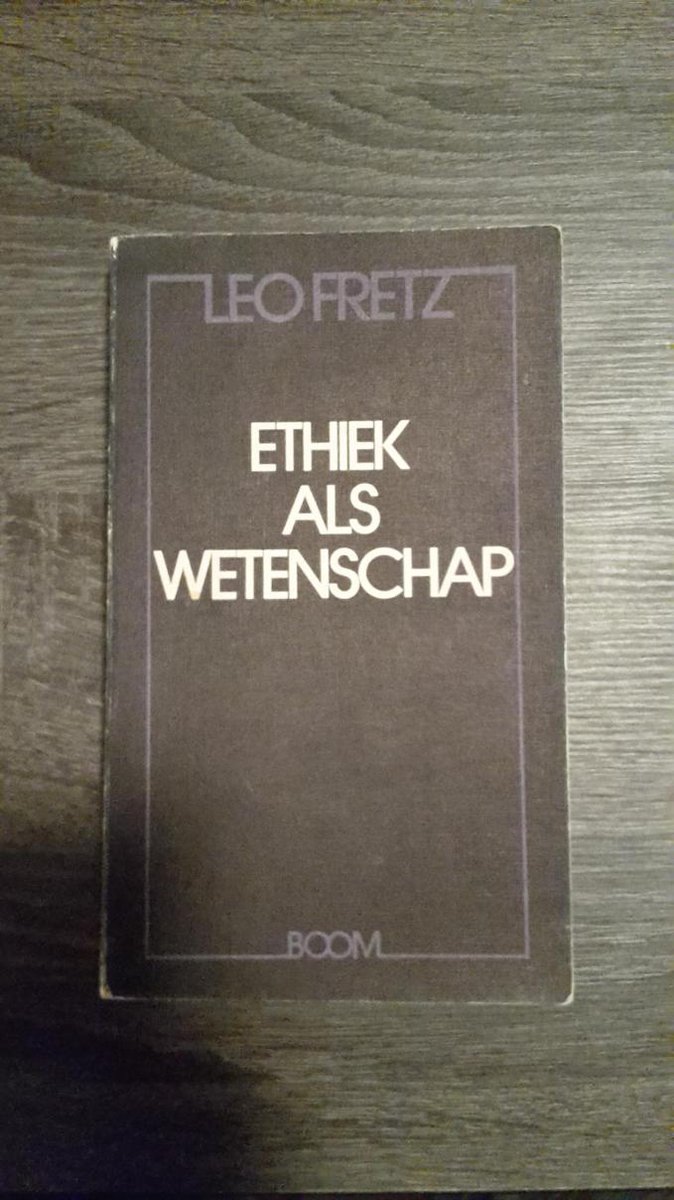 LEO FRETZ
ETHIEK
ALS
WETENSCHAP
BOOM